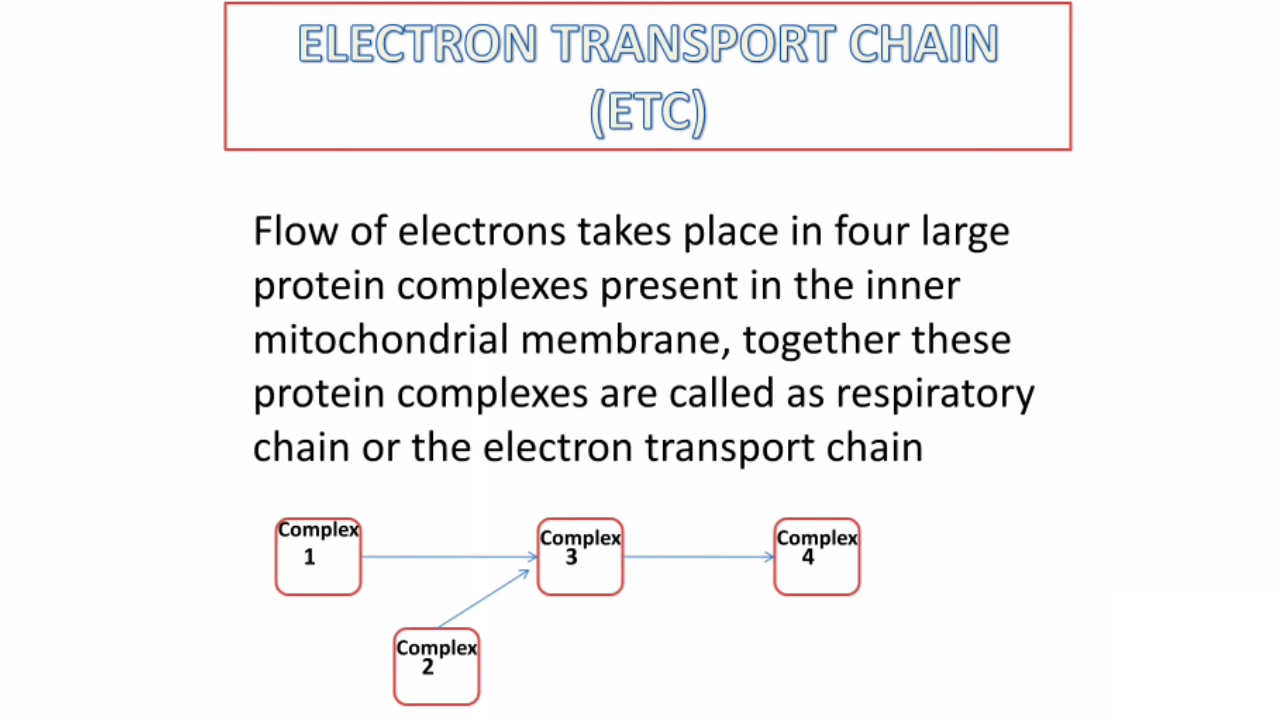 ELECTRON TRANSPORT CHAIN
(ETC)
Flow of electrons takes place in four large
protein complexes present in the inner
mitochondrial membrane, together these
protein complexes are called as respiratory
chain or the electron transport chain
Complex
1
Complex
3
Complex
4
Complex
2